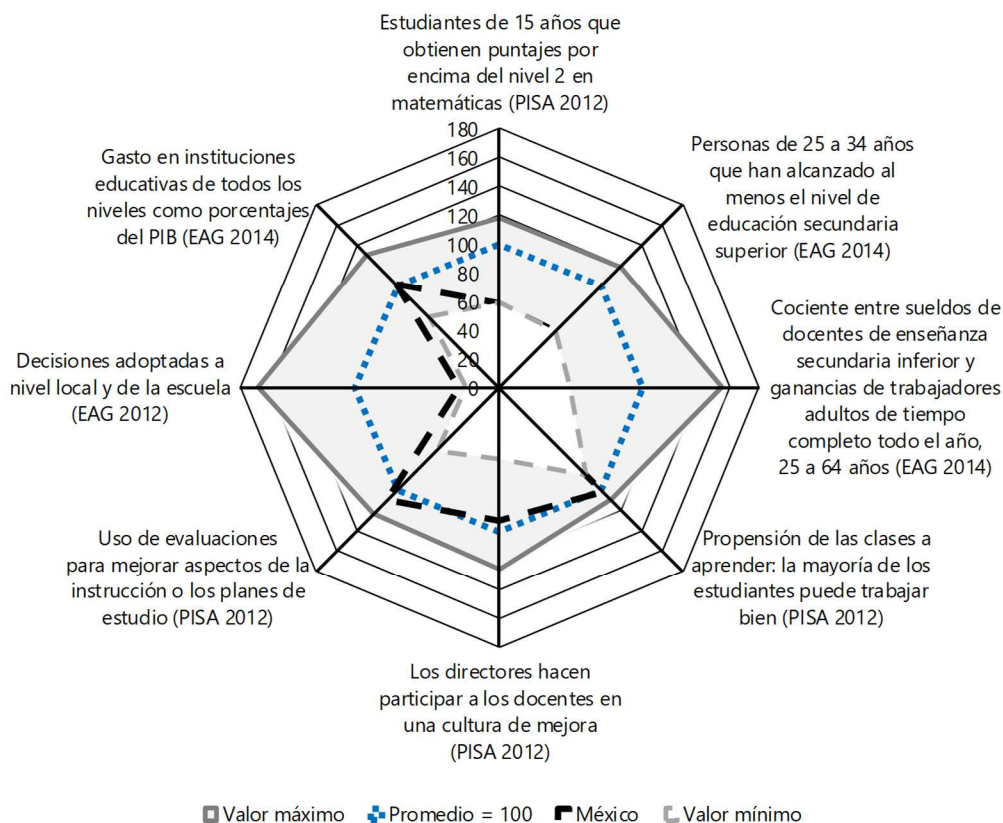 Estudiantes de 15 años que
obtienen puntajes por
encima del nivel 2 en
matemáticas (PISA 2012)
Personas de 25 a 34 años
que han alcanzado al
menos el nivel de
educación secundaria
superior (EAG 2014)
Cociente entre sueldos de
docentes de enseñanza
secundaria inferior y
ganancias de trabajadores
adultos de tiempo
completo todo el año,
25 a 64 años (EAG 2014)
Propensión de las clases a
aprender: la mayoría de los
estudiantes puede trabajar
bien (PISA 2012)
Los directores hacen
participar a los docentes en
una cultura de mejora
(PISA 2012)
Uso de evaluaciones
para mejorar aspectos de la
instrucción o los planes de
estudio (PISA 2012)
Decisiones adoptadas a
nivel local y de la escuela
(EAG 2012)
Gasto en instituciones
educativas de todos los
niveles como porcentajes
del PIB (EAG 2014)
180
160
140
120
100
80
60
40
20
0
Valor máximo Promedio = 100 México Valor mínimo